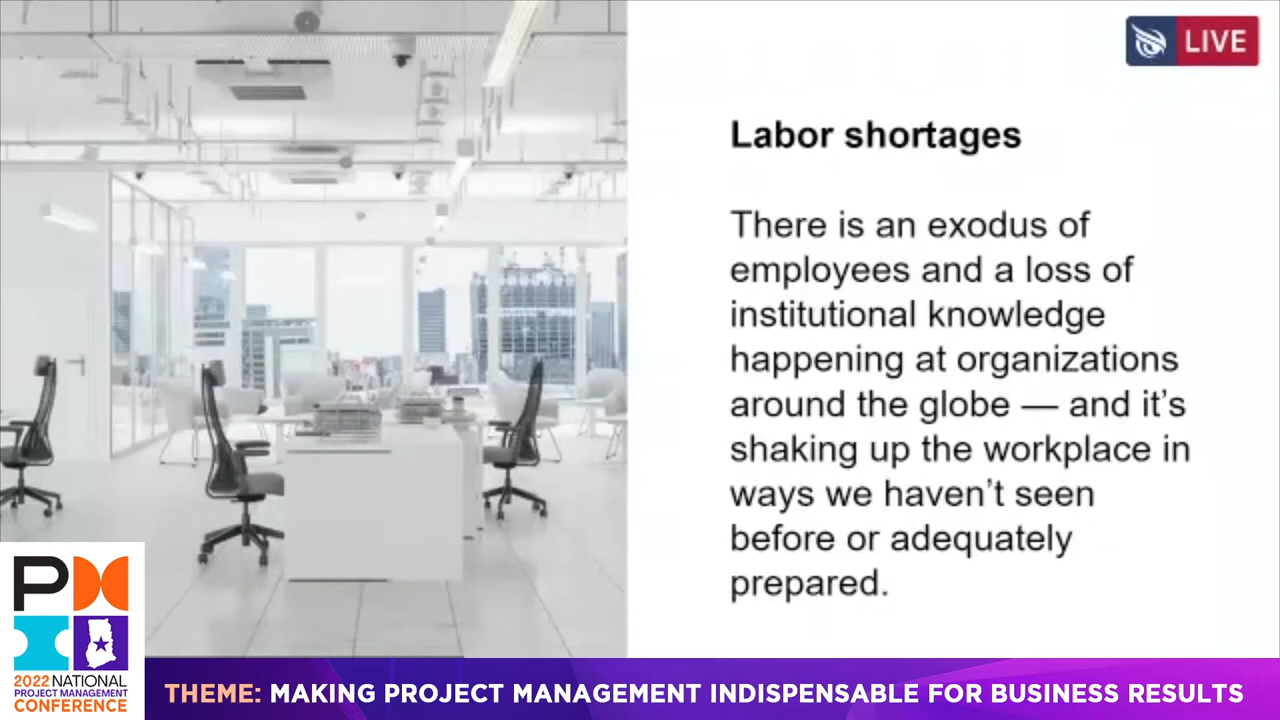 LIVE
Labor shortages
There is an exodus of
employees and a loss of
institutional knowledge
happening at organizations
around the globe — and it’s
shaking up the workplace in
ways we haven’t seen
before or adequately
prepared.
PMI
2022 NATIONAL
PROJECT MANAGEMENT
CONFERENCE
THEME: MAKING PROJECT MANAGEMENT INDISPENSABLE FOR BUSINESS RESULTS